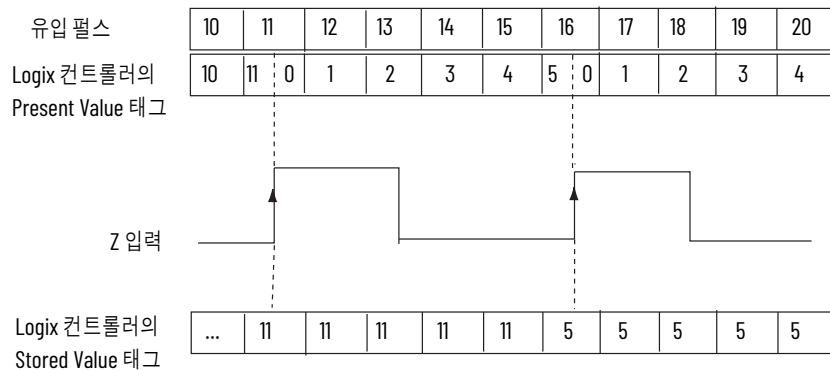 유입 펄스 10 11 12 13 14 15 16 17 18 19 20
Logix 컨트롤러의
Present Value 태그 10 11 0 1 2 3 4 5 0 1 2 3 4
Z 입력
Logix 컨트롤러의
Stored Value 태그 ... 11 11 11 11 11 5 5 5 5 5